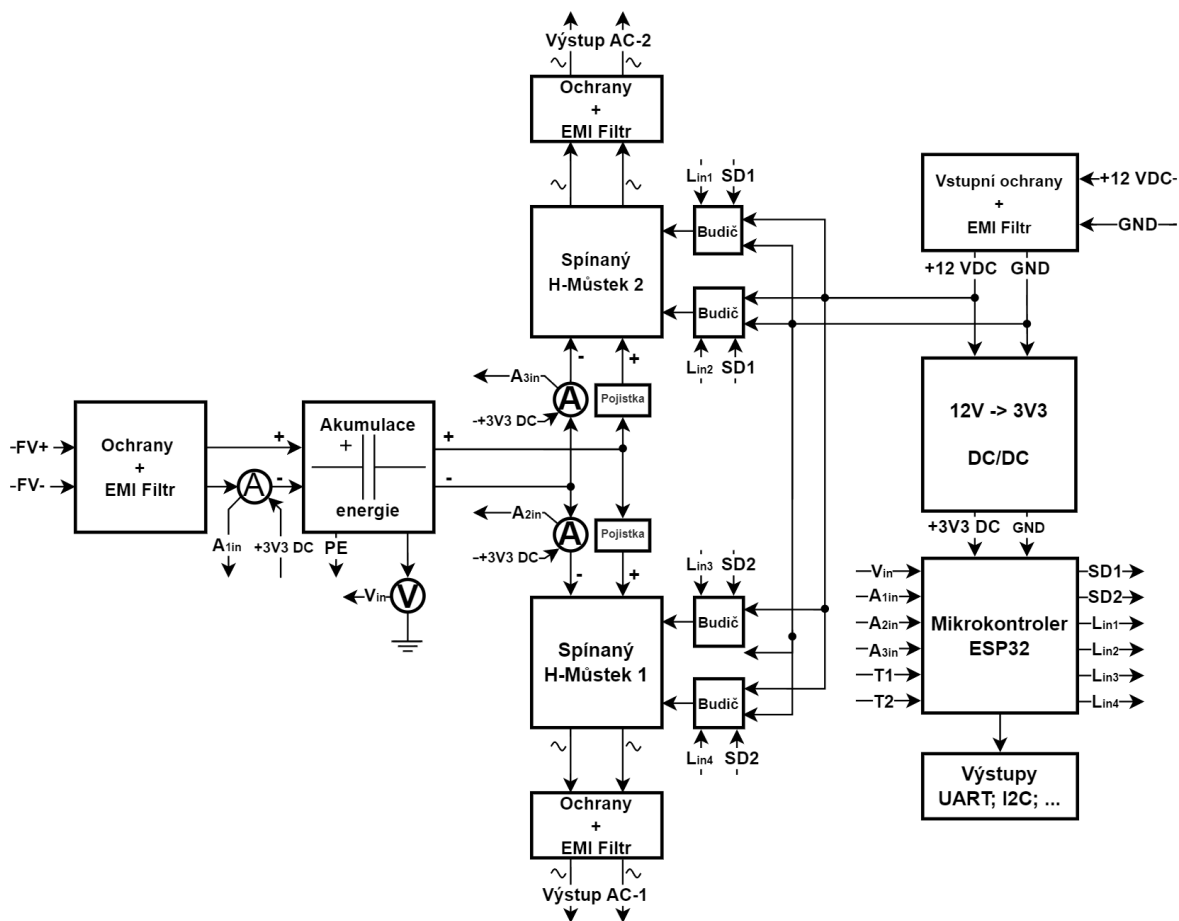 Výstup AC-2
Ochrany
+
EMI Filtr
Lin1
SD1
Budič
Spínaný
H-Můstek 2
Budič
Lin2
SD1
Vstupní ochrany
+
EMI Filtr
+12 VDC
GND
+12 VDC
GND
-
+
A3in
A
+3V3 DC
Pojistka
12V -> 3V3
DC/DC
FV+
FV-
Ochrany
+
EMI Filtr
+
-
A
A1in
+3V3 DC
Akumulace
+
energie
PE
+
-
Vin
V
A2in
A
+3V3 DC
Pojistka
-
+
Lin3
SD2
Budič
Spínaný
H-Můstek 1
Budič
Lin4
SD2
+3V3 DC
GND
Vin
A1in
A2in
A3in
T1
T2
Mikrokontroler
ESP32
SD1
SD2
Lin1
Lin2
Lin3
Lin4
Výstupy
UART; I2C; ...
Ochrany
+
EMI Filtr
Výstup AC-1